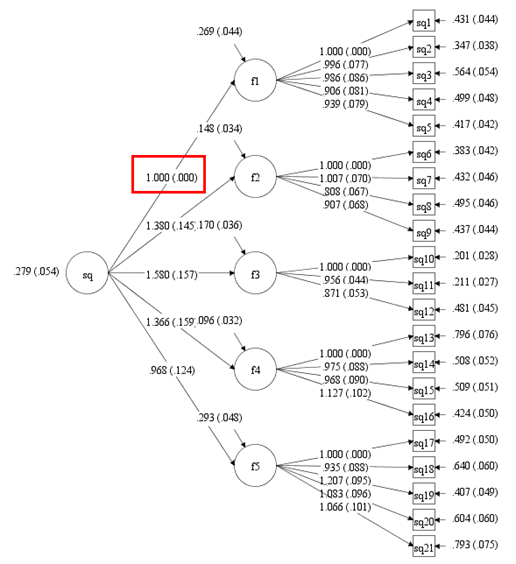 .269 (.044)
sq1
.431 (.044)
1.000 (.000)
sq2
.347 (.038)
.996 (.077)
f1
.986 (.086)
sq3
.564 (.054)
.906 (.081)
sq4
.499 (.048)
.939 (.079)
sq5
.417 (.042)
.148 (.034)
sq6
.383 (.042)
1.000 (.000)
1.000 (.000)
f2
1.007 (.070)
sq7
.432 (.046)
.808 (.067)
sq8
.495 (.046)
.907 (.068)
sq9
.437 (.044)
1.380 (.145)
.170 (.036)
sq10
.201 (.028)
.279 (.054)
sq
1.580 (.157)
f3
1.000 (.000)
.956 (.044)
sq11
.211 (.027)
.871 (.053)
sq12
.481 (.045)
1.366 (.159)
.096 (.032)
sq13
.796 (.076)
1.000 (.000)
f4
.975 (.088)
sq14
.508 (.052)
.968 (.124)
.968 (.090)
sq15
.509 (.051)
1.127 (.102)
sq16
.424 (.050)
.293 (.048)
sq17
.492 (.050)
1.000 (.000)
f5
.935 (.088)
sq18
.640 (.060)
1.207 (.095)
sq19
.407 (.049)
1.083 (.096)
sq20
.604 (.060)
1.066 (.101)
sq21
.793 (.075)